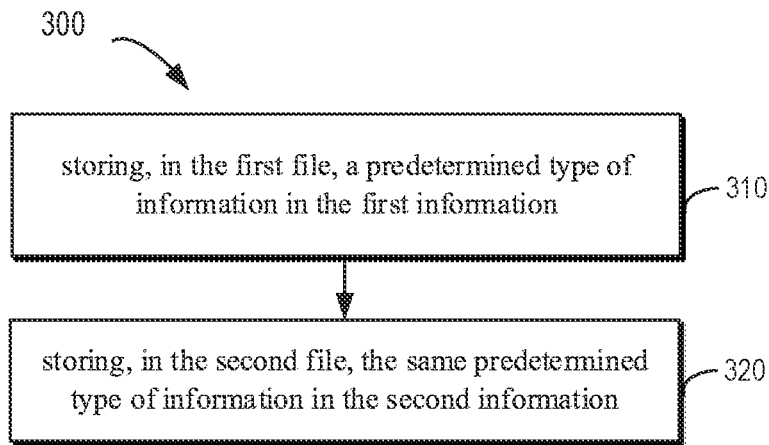 300
storing, in the first file, a predetermined type of
information in the first information
310
storing, in the second file, the same predetermined
type of information in the second information
320